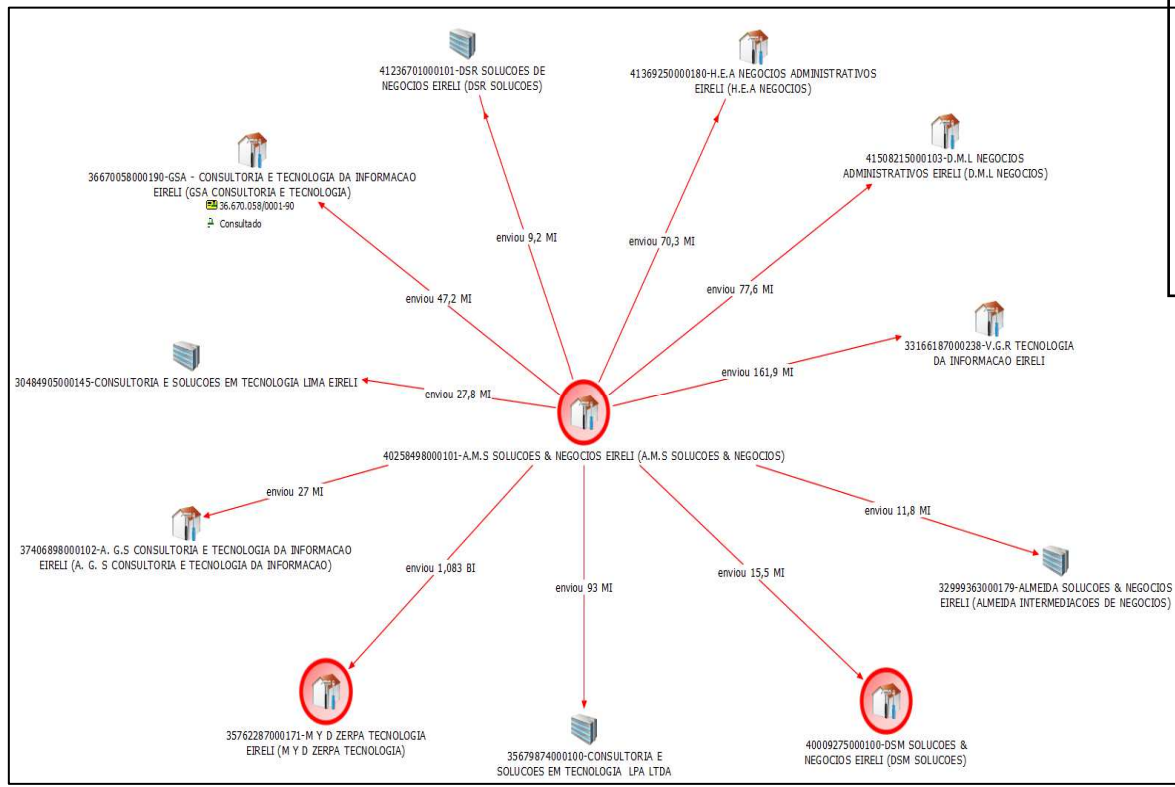 41236701000101-DSR SOLUCOES DE
NEGOCIOS EIRELI (DSR SOLUCOES)
41369250000180-H.E.A NEGOCIOS ADMINISTRATIVOS
EIRELI (H.E.A NEGOCIOS)
41508215000103-D.M.L NEGOCIOS
ADMINISTRATIVOS EIRELI (D.M.L NEGOCIOS)
36670058000190-GSA - CONSULTORIA E TECNOLOGIA DA INFORMACAO
EIRELI (GSA CONSULTORIA E TECNOLOGIA)
36.670.058/0001-90
Consultado
enviou 9,2 MI
enviou 70,3 MI
enviou 77,6 MI
enviou 47,2 MI
33166187000238-V.G.R TECNOLOGIA
DA INFORMACAO EIRELI
enviou 161,9 MI
30484905000145-CONSULTORIA E SOLUCOES EM TECNOLOGIA LIMA EIRELI
enviou 27,8 MI
40258498000101-A.M.S SOLUCOES & NEGOCIOS EIRELI (A.M.S SOLUCOES & NEGOCIOS)
enviou 27 MI
enviou 11,8 MI
37406898000102-A. G.S CONSULTORIA E TECNOLOGIA DA INFORMACAO
EIRELI (A. G. S CONSULTORIA E TECNOLOGIA DA INFORMACAO)
enviou 1,083 BI
enviou 93 MI
enviou 15,5 MI
32999363000179-ALMEIDA SOLUCOES & NEGOCIOS
EIRELI (ALMEIDA INTERMEDIACOES DE NEGOCIOS)
35762287000171-M Y D ZERPA TECNOLOGIA
EIRELI (M Y D ZERPA TECNOLOGIA)
35679874000100-CONSULTORIA E
SOLUCOES EM TECNOLOGIA LPA LTDA
40009275000100-DSM SOLUCOES &
NEGOCIOS EIRELI (DSM SOLUCOES)